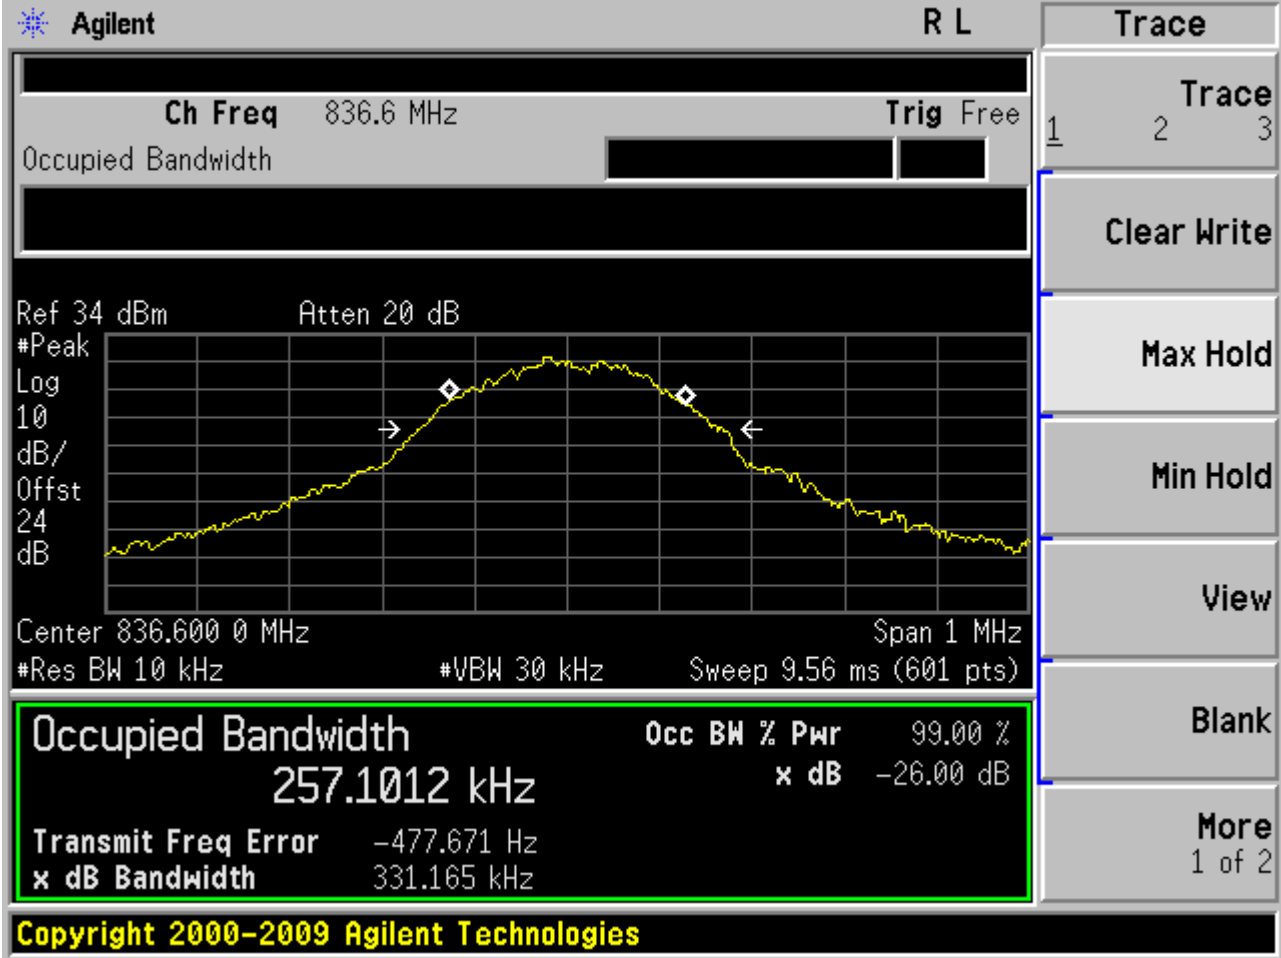 Agilent R L Trace
Ch Freq 836.6 MHz Trig Free
Occupied Bandwidth
Trace
1 2 3
Clear Write
Max Hold
Min Hold
View
Blank
More
1 of 2
Ref 34 dBm Atten 20 dB
#Peak
Log
10
dB/
Offst
24
dB
Center 836.600 0 MHz Span 1 MHz
#Res BW 10 kHz #VBW 30 kHz Sweep 9.56 ms (601 pts)
Occupied Bandwidth Occ BW % Pwr 99.00 %
257.1012 kHz x dB -26.00 dB
Transmit Freq Error -477.671 Hz
x dB Bandwidth 331.165 kHz
Copyright 2000-2009 Agilent Technologies